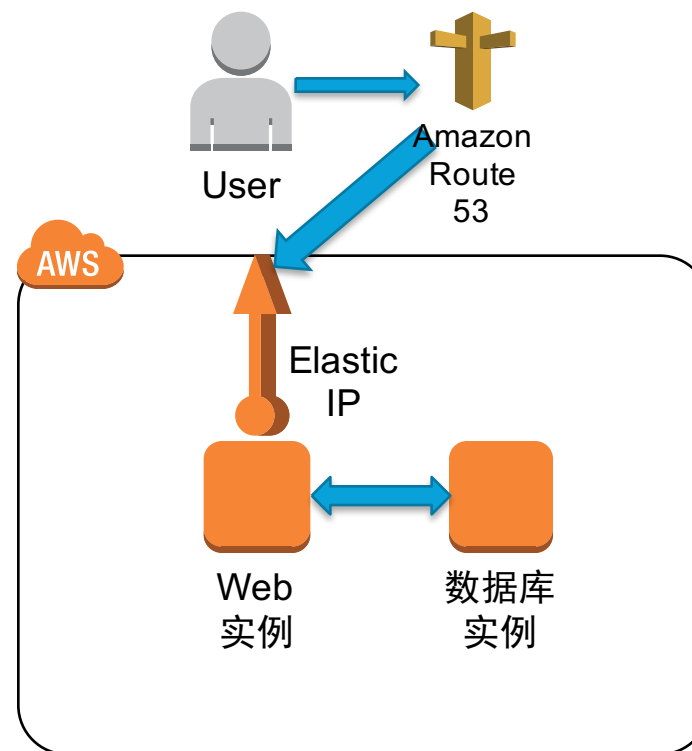 User
Amazon
Route
53
AWS
Elastic
IP
Web
实例
数据库
实例